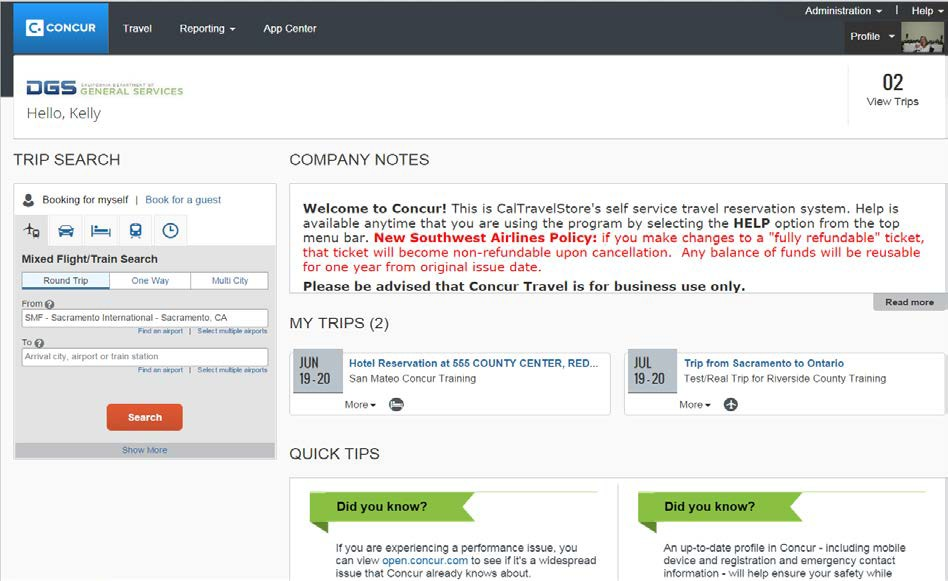 Administration | Help
CONCUR Travel Reporting App Center
Profile
DGS CALIFORNIA DEPARTMENT OF
GENERAL SERVICES
Hello, Kelly
02
View Trips
TRIP SEARCH
Booking for myself | Book for a guest
Mixed Flight/Train Search
Round Trip One Way Multi City
From ?
SMF - Sacramento International - Sacramento, CA
Find an airport | Select multiple airports
To ?
Arrival city, airport or train station
Find an airport | Select multiple airports
Search
Show More
COMPANY NOTES
Welcome to Concur! This is CalTravelStore's self service travel reservation system. Help is
available anytime that you are using the program by selecting the HELP option from the top
menu bar. New Southwest Airlines Policy: if you make changes to a "fully refundable" ticket,
that ticket will become non-refundable upon cancellation. Any balance of funds will be reusable
for one year from original issue date.
Please be advised that Concur Travel is for business use only.
Read more
MY TRIPS (2)
JUN
19-20
Hotel Reservation at 555 COUNTY CENTER, RED...
San Mateo Concur Training
More
JUL
19-20
Trip from Sacramento to Ontario
Test/Real Trip for Riverside County Training
More
QUICK TIPS
Did you know?
If you are experiencing a performance issue, you
can view open.concur.com to see if it's a widespread
issue that Concur already knows about.
Did you know?
An up-to-date profile in Concur - including mobile
device and registration and emergency contact
information - will help ensure your safety while